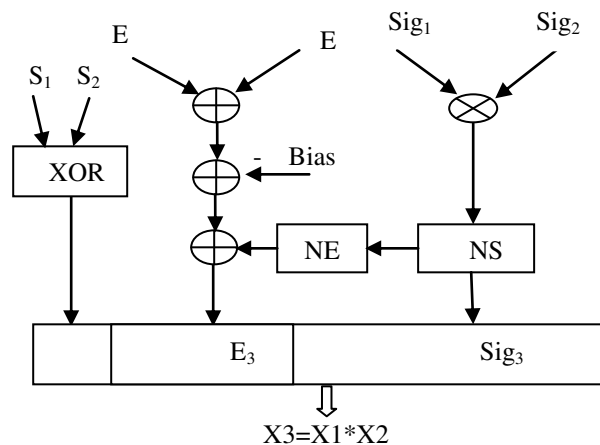 E E Sig₁ Sig₂
S₁ S₂
- Bias
XOR
NE NS
E₃ Sig₃
X3=X1*X2